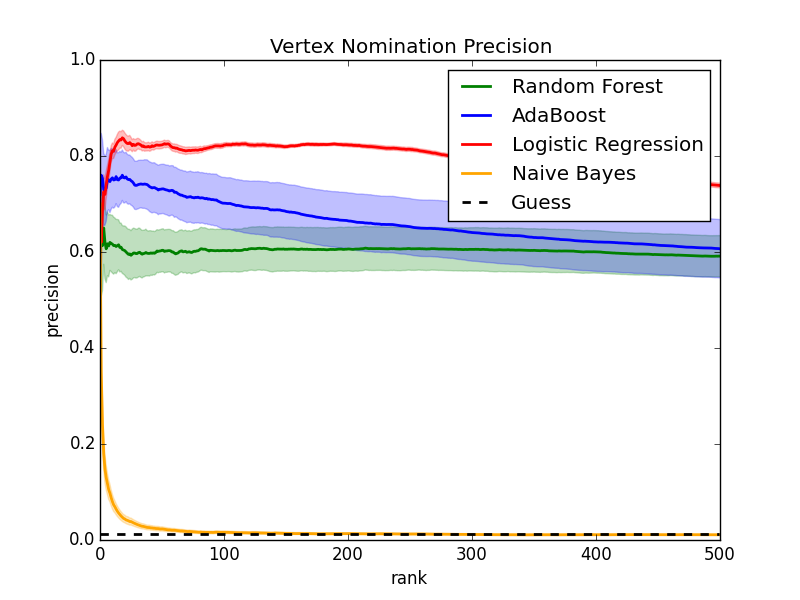 Vertex Nomination Precision
1.0
0.8
0.6
0.4
0.2
0.0
precision
Random Forest
AdaBoost
Logistic Regression
Naive Bayes
Guess
0 100 200 300 400 500
rank